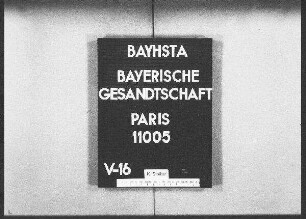 BAYHSTA
BAYERISCHE
GESANDTSCHAFT
PARIS
11005
V-16